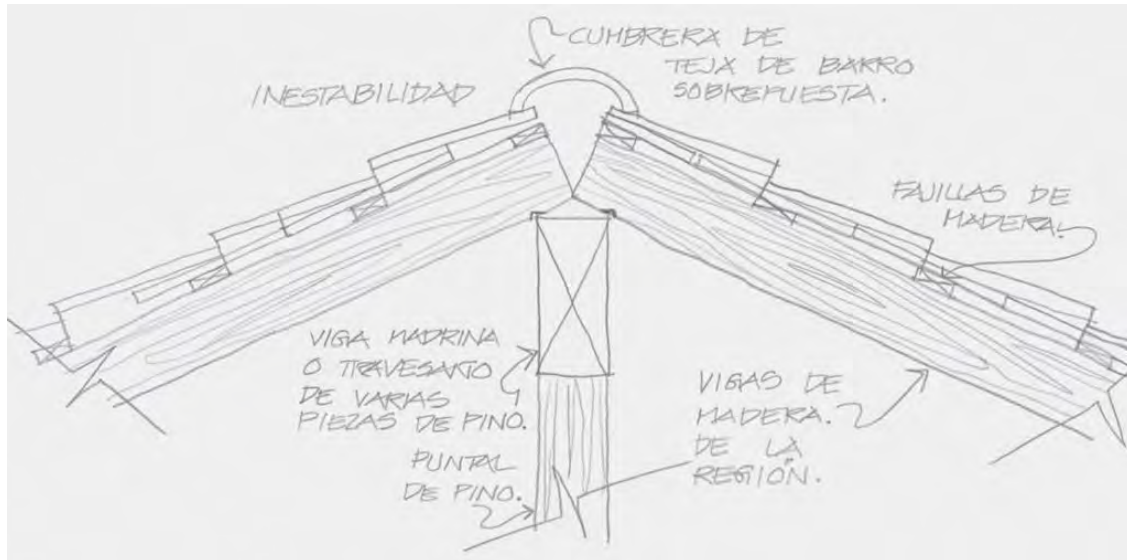 CUMBRERA DE
TEJA DE BARRO
SOBREPUESTA.
INESTABILIDAD
FAJILLAS DE
MADERA.
VIGA MADRINA
O TRAVESAÑO
DE VARIAS
PIEZAS DE PINO.
VIGAS DE
MADERA.
DE LA
REGIÓN.
PUNTAL
DE PINO.